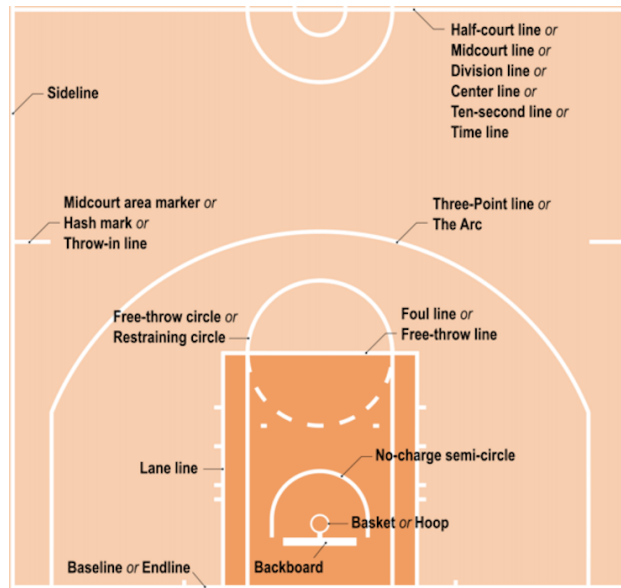 Half-court line or
Midcourt line or
Division line or
Center line or
Ten-second line or
Time line
Sideline
Midcourt area marker or
Hash mark or
Throw-in line
Three-Point line or
The Arc
Free-throw circle or
Restraining circle
Foul line or
Free-throw line
No-charge semi-circle
Lane line
Basket or Hoop
Backboard
Baseline or Endline